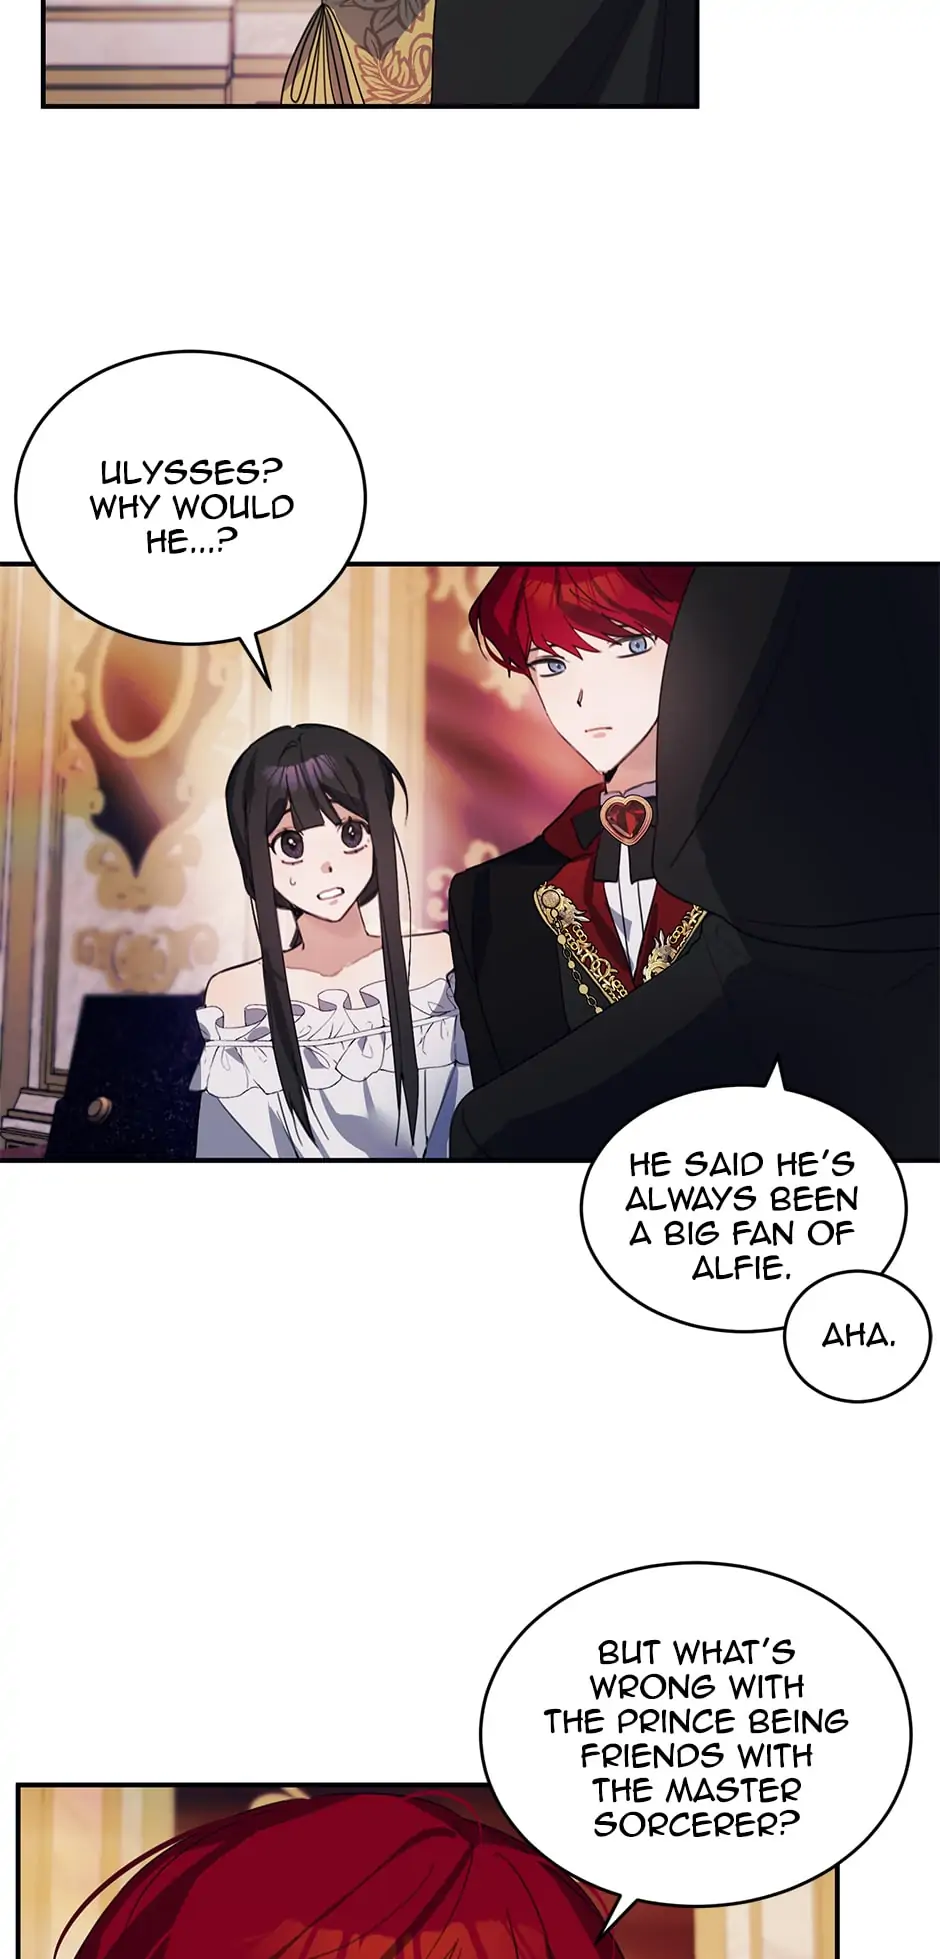 ULYSSES?
WHY WOULD
HE...?
HE SAID HE'S
ALWAYS BEEN
A BIG FAN OF
ALFIE.
AHA.
BUT WHAT'S
WRONG WITH
THE PRINCE BEING
FRIENDS WITH
THE MASTER
SORCERER?